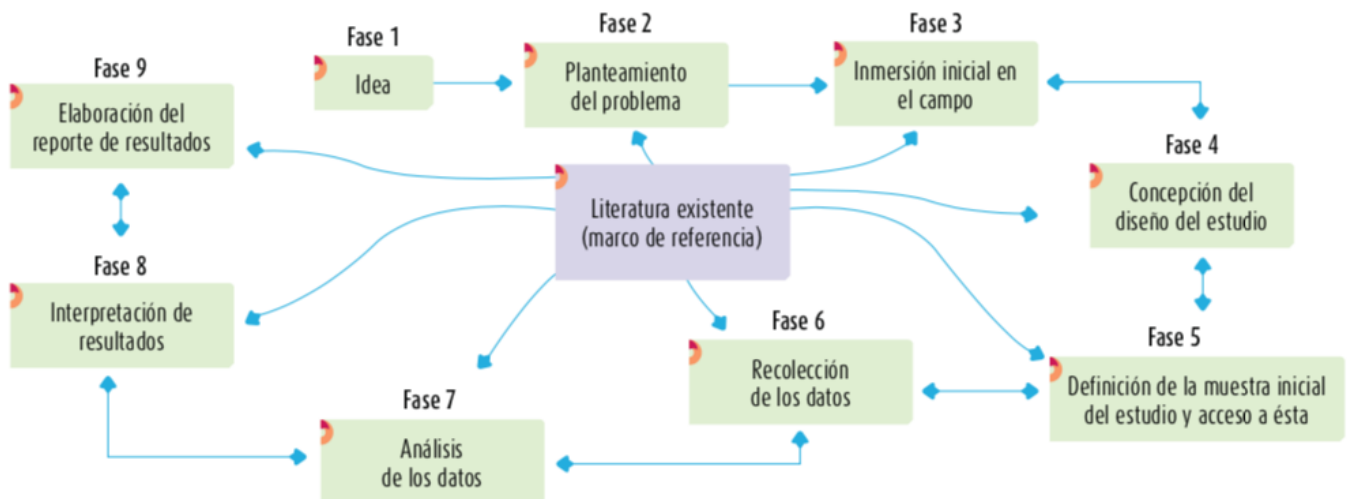 Fase 1
Idea
Fase 2
Planteamiento
del problema
Fase 3
Inmersión inicial en
el campo
Fase 4
Concepción del
diseño del estudio
Fase 5
Definición de la muestra inicial
del estudio y acceso a ésta
Fase 6
Recolección
de los datos
Fase 7
Análisis
de los datos
Fase 8
Interpretación de
resultados
Fase 9
Elaboración del
reporte de resultados
Literatura existente
(marco de referencia)